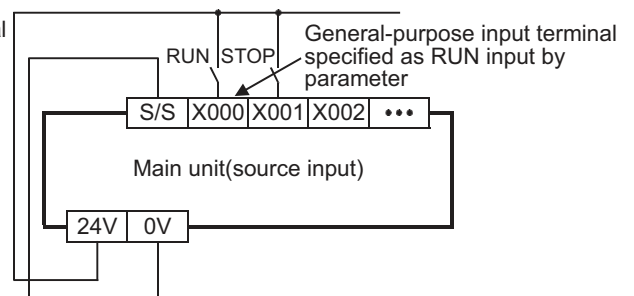 al
General-purpose input terminal
specified as RUN input by
parameter
RUN STOP
S/S X000 X001 X002 •••
Main unit(source input)
24V 0V